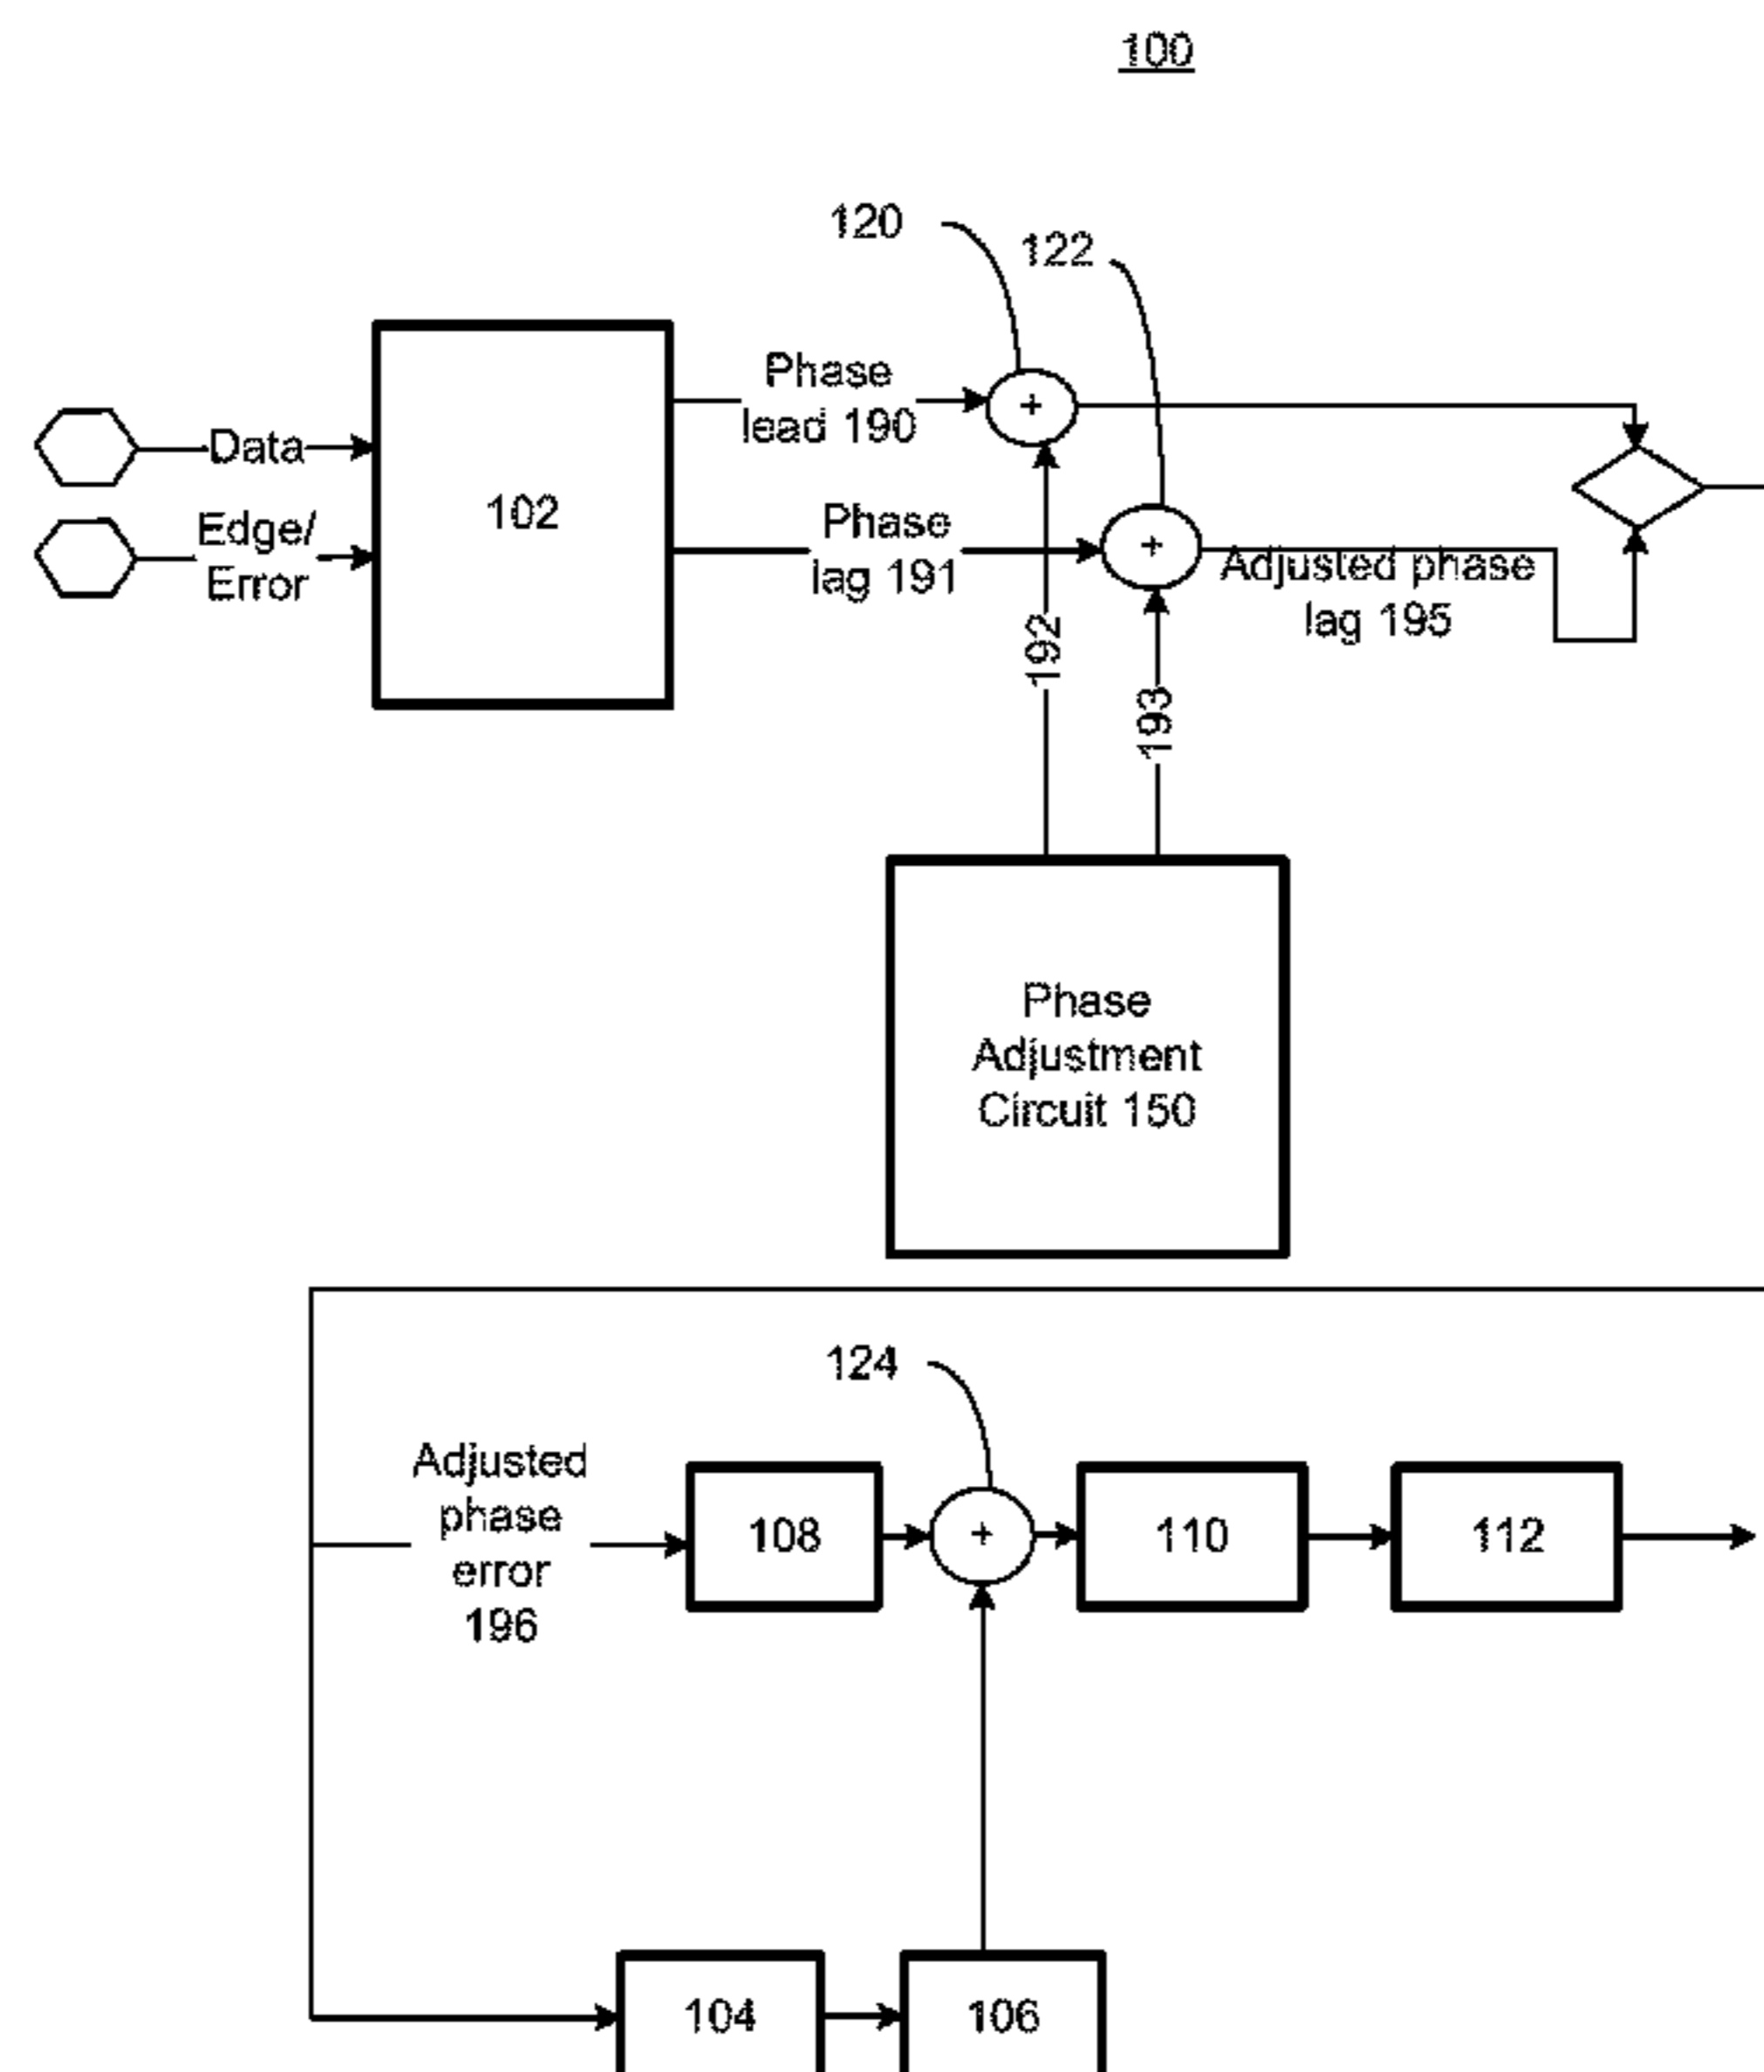 100
120
122
Phase
lead 190
Data
102
Edge/
Error
Phase
lag 191
Adjusted phase
lag 195
192
193
Phase
Adjustment
Circuit 150
124
Adjusted
phase
error
196
108
+
110
112
+
+
104
106